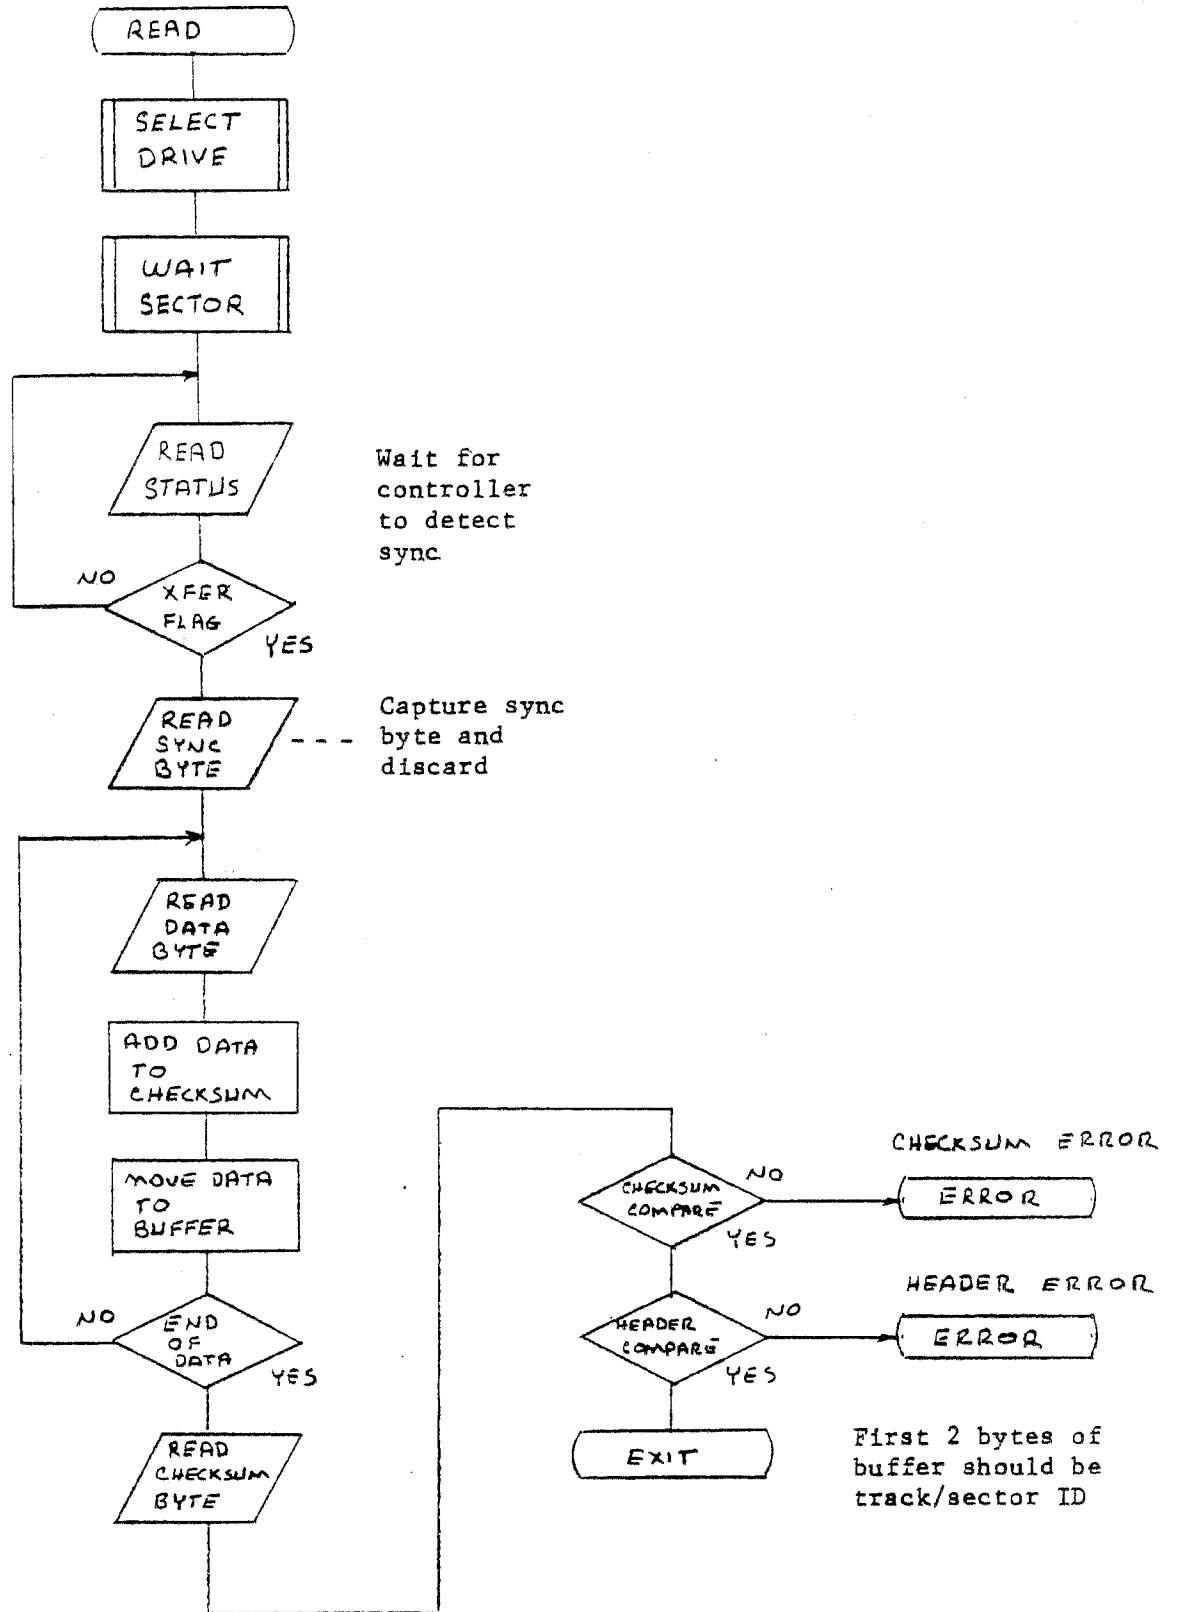 READ
SELECT
DRIVE
WAIT
SECTOR
READ
STATUS
Wait for
controller
to detect
sync
NO
XFER
FLAG
YES
READ
SYNC
BYTE
Capture sync
byte and
discard
READ
DATA
BYTE
ADD DATA
TO
CHECKSUM
MOVE DATA
TO
BUFFER
NO
END
OF
DATA
YES
READ
CHECKSUM
BYTE
CHECKSUM
COMPARE
NO
YES
CHECKSUM ERROR
ERROR
HEADER
COMPARE
NO
YES
HEADER ERROR
ERROR
EXIT
First 2 bytes of
buffer should be
track/sector ID